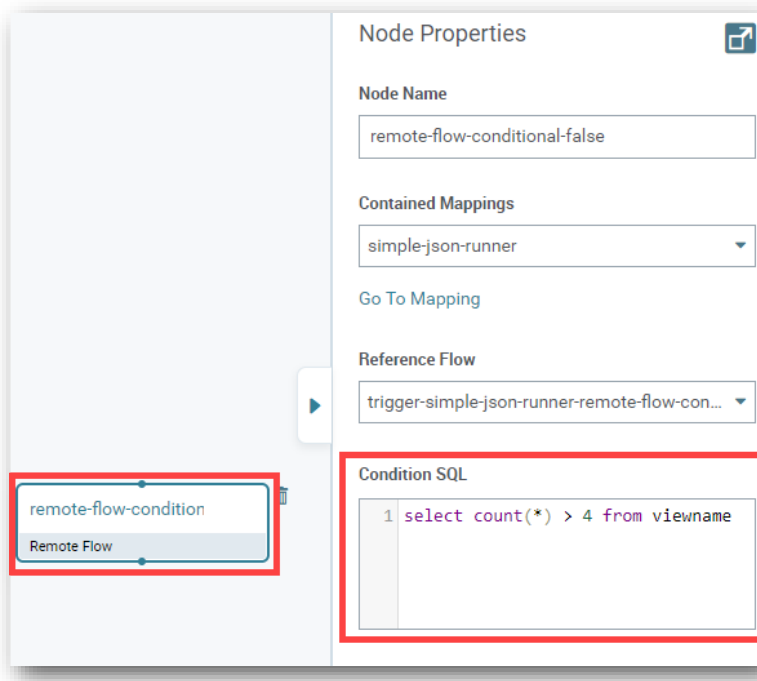 Node Properties
Node Name
remote-flow-conditional-false
Contained Mappings
simple-json-runner
Go To Mapping
Reference Flow
trigger-simple-json-runner-remote-flow-con...
Condition SQL
1 select count(*) > 4 from viewname
remote-flow-condition
Remote Flow